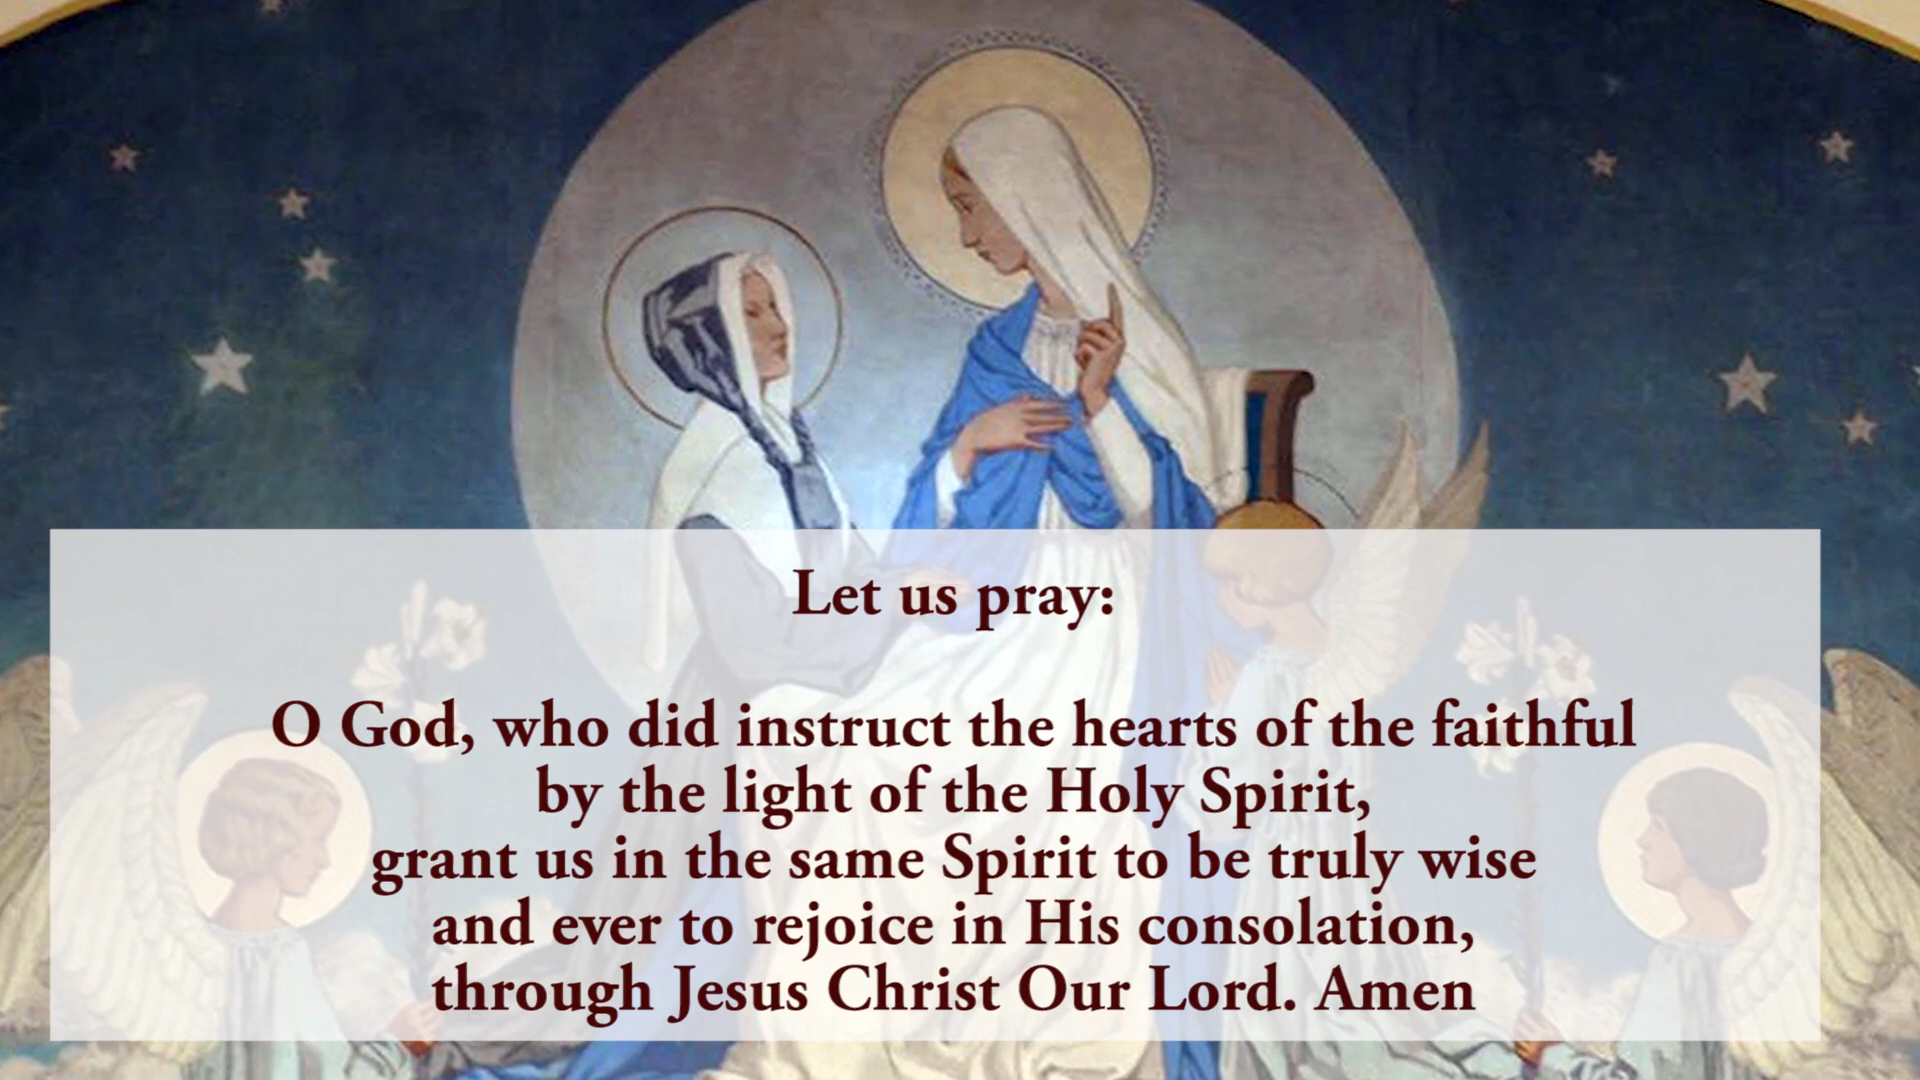 Let us pray:
O God, who did instruct the hearts of the faithful
by the light of the Holy Spirit,
grant us in the same Spirit to be truly wise
and ever to rejoice in His consolation,
through Jesus Christ Our Lord. Amen